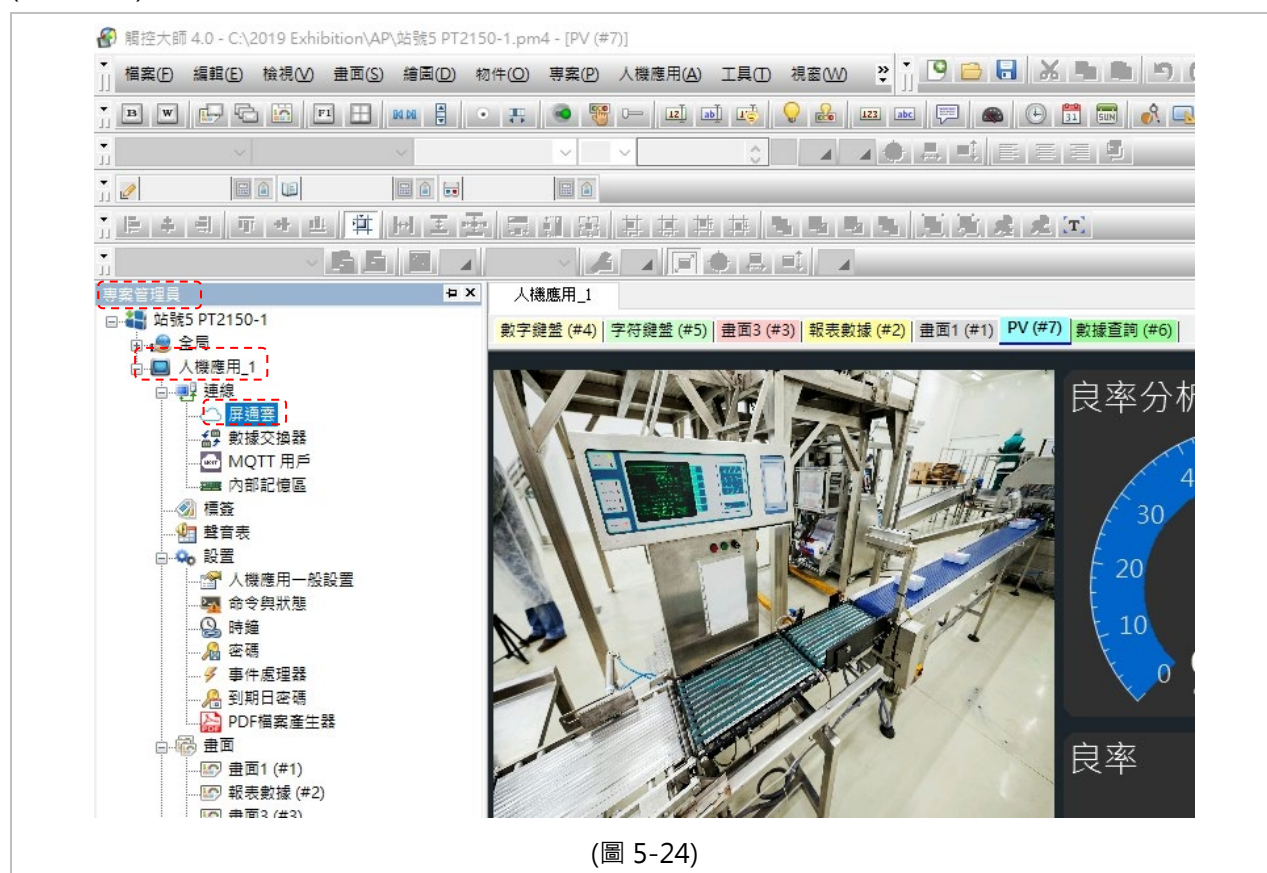 觸控大師 4.0 - C:\2019 Exhibition\AP\站號5 PT2150-1.pm4 - [PV (#7)]
檔案(F) 編輯(E) 檢視(V) 畫面(S) 繪圖(D) 物件(O) 專案(P) 人機應用(A) 工具(T) 視窗(W)
專案管理員
人機應用_1
站號5 PT2150-1
數字鍵盤 (#4) 字符鍵盤 (#5) 畫面3 (#3) 報表數據 (#2) 畫面1 (#1) PV (#7) 數據查詢 (#6)
全局
人機應用_1
連線
屏通雲
數據交換器
MQTT 用戶
內部記憶區
標簽
聲音表
設置
人機應用一般設置
命令與狀態
時鐘
密碼
事件處理器
到期日密碼
PDF檔案產生器
畫面
畫面1 (#1)
報表數據 (#2)
畫面3 (#3)
良率分析
4
30
20
10
0
良率
(圖 5-24)